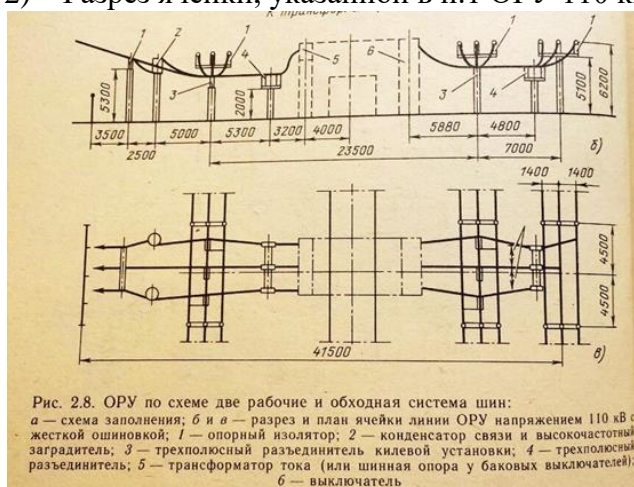 2) Разрез ячейки, указанной в п.1 ОРУ 110 к
К трансформ
1 2 1 5 6 1 1
4 3 3 4
5300 2000 5100 6200
3500 5000 5300 3200 4000 5880 4800
2500 23500 7000
б)
1400 1400
4500
4500
41500
в)
Рис. 2.8. ОРУ по схеме две рабочие и обходная система шин:
а — схема заполнения; б и в — разрез и план ячейки линии ОРУ напряжением 110 кВ с
жесткой ошиновкой; 1 — опорный изолятор; 2 — конденсатор связи и высокочастотный
заградитель; 3 — трехполюсный разъединитель килевой установки; 4 — трехполюсный
разъединитель; 5 — трансформатор тока (или шинная опора у баковых выключателей);
6 — выключатель